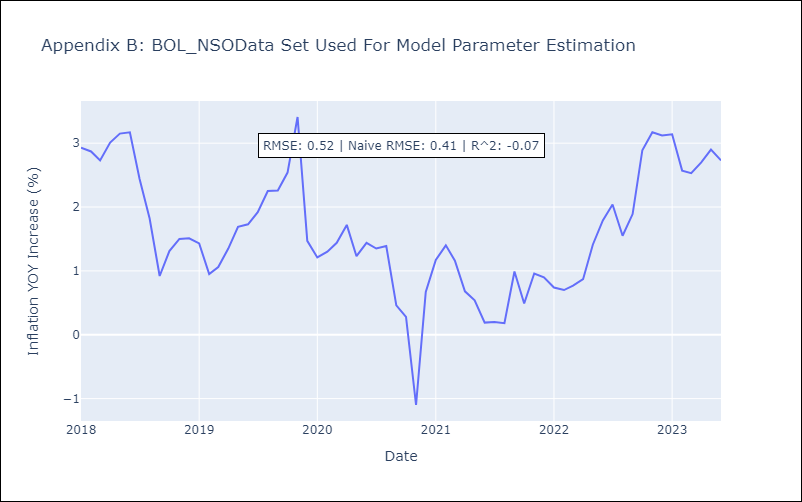 Appendix B: BOL_NSOData Set Used For Model Parameter Estimation
RMSE: 0.52 | Naive RMSE: 0.41 | R^2: -0.07
Inflation YOY Increase (%)
3
2
1
0
−1
2018
2019
2020
2021
2022
2023
Date